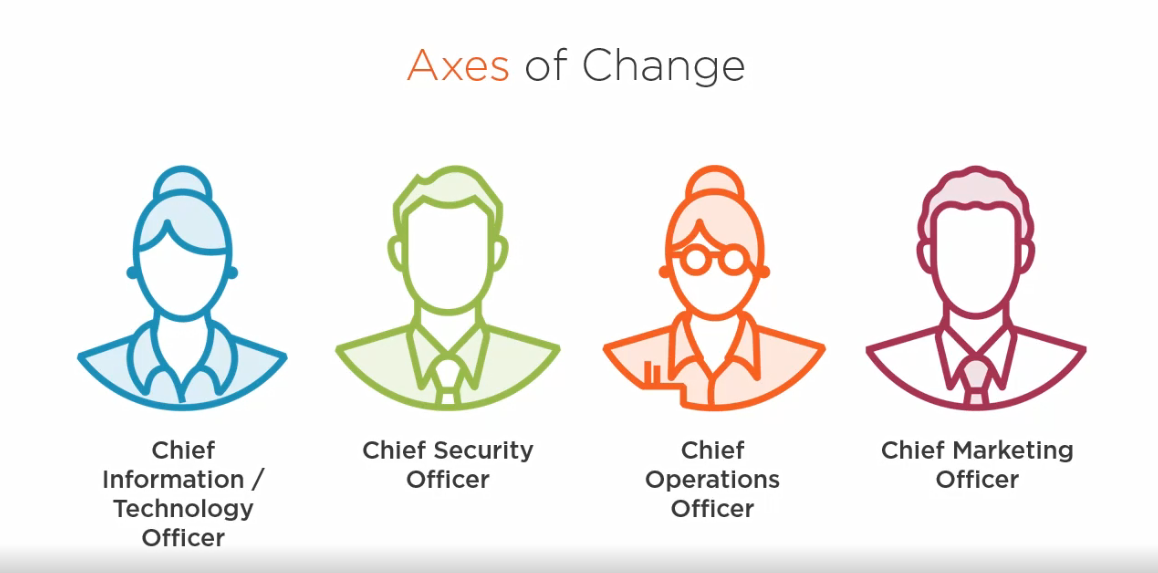 Axes of Change
Chief
Information /
Technology
Officer
Chief Security
Officer
Chief
Operations
Officer
Chief Marketing
Officer